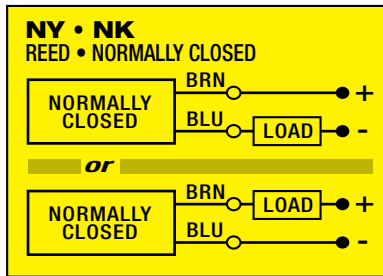 NY • NK
REED • NORMALLY CLOSED
BRN
+
NORMALLY
CLOSED
BLU
LOAD
-
or
BRN
LOAD
+
NORMALLY
CLOSED
BLU
-